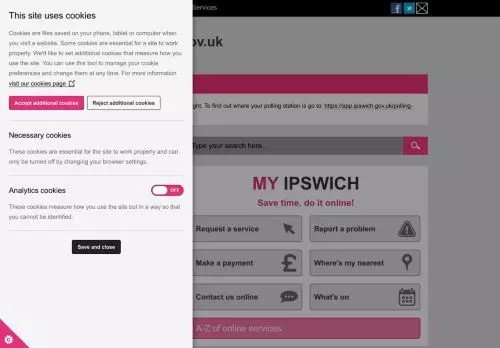 This site uses cookies
Cookies are files saved on your phone, tablet or computer when
you visit a website. Some cookies are essential for the site to work
properly. We'd like to set additional cookies that measure how you
use the site. You can use this tool to manage your cookie
preferences and change them at any time. For more information
visit our cookies page
Accept additional cookies
Reject additional cookies
Necessary cookies
These cookies are essential for the site to work properly and can
only be turned off by changing your browser settings.
Analytics cookies
OFF
These cookies measure how you use the site but in a way so that
you cannot be identified.
Save and close
Services
ov.uk
ght. To find out where your polling station is go to: https://app.ipswich.gov.uk/polling-
Type your search here...
MY IPSWICH
Save time, do it online!
Request a service
Report a problem
Make a payment
Where's my nearest
Contact us online
What's on
A-Z of online services